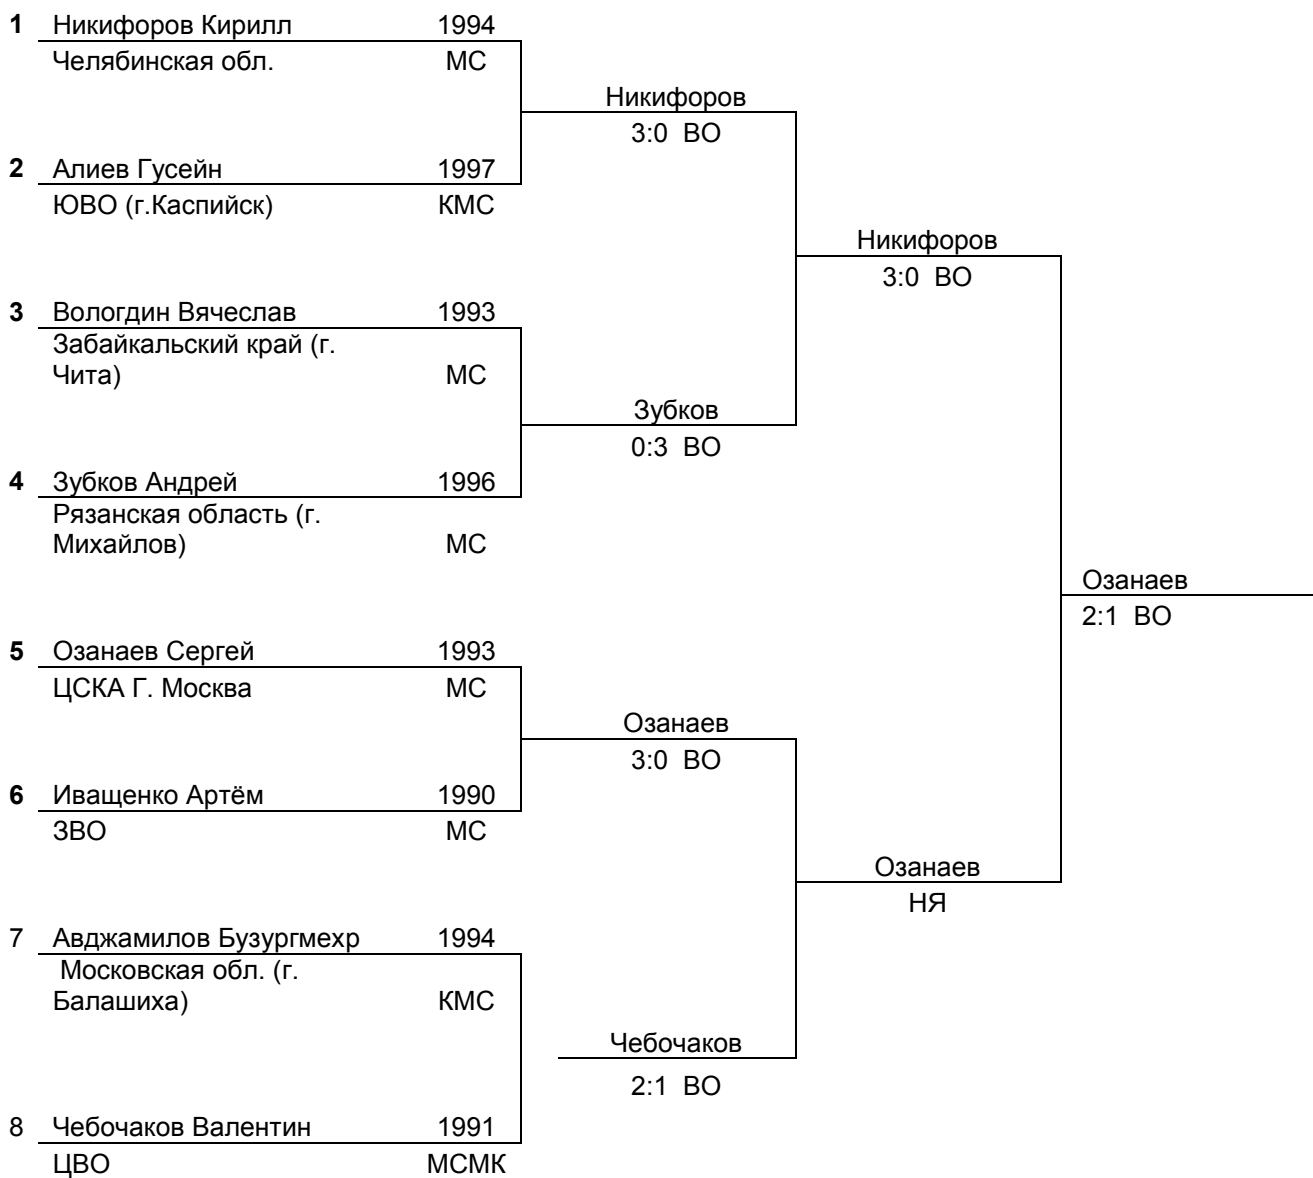 1 Никифоров Кирилл 1994
Челябинская обл. МС
Никифоров
3:0 ВО
2 Алиев Гусейн 1997
ЮВО (г.Каспийск) КМС
Никифоров
3:0 ВО
3 Вологдин Вячеслав 1993
Забайкальский край (г.
Чита) МС
Зубков
0:3 ВО
4 Зубков Андрей 1996
Рязанская область (г.
Михайлов) МС
Озанаев
2:1 ВО
5 Озанаев Сергей 1993
ЦСКА Г. Москва МС
Озанаев
3:0 ВО
6 Иващенко Артём 1990
ЗВО МС
Озанаев
НЯ
7 Авджамилов Бузургмехр 1994
Московская обл. (г.
Балашиха) КМС
Чебочаков
2:1 ВО
8 Чебочаков Валентин 1991
ЦВО МСМК